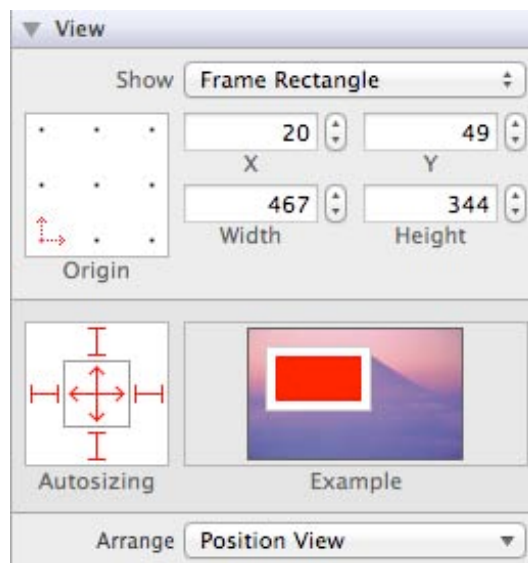 View
Show Frame Rectangle
20 49
X Y
467 344
Width Height
Origin
Autosizing Example
Arrange Position View